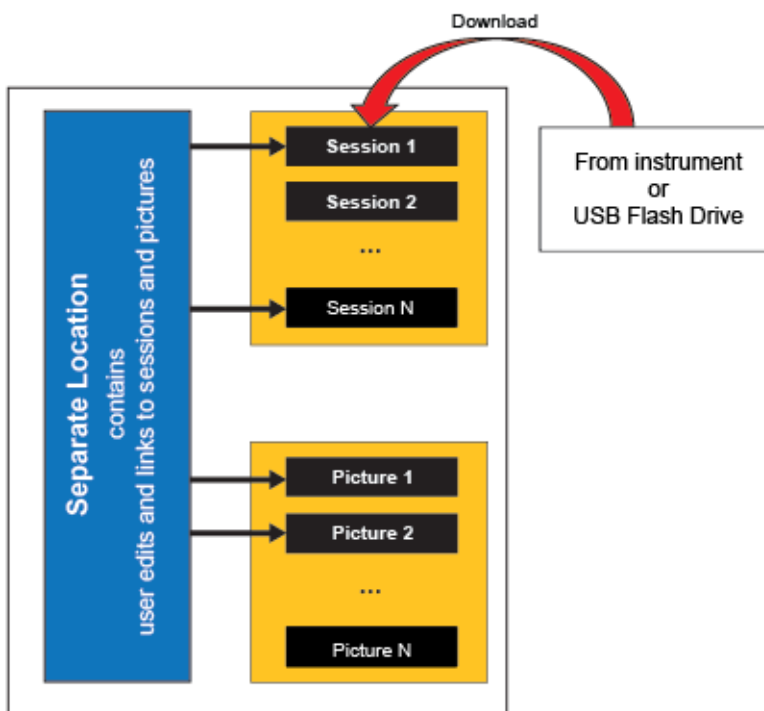 Download
Separate Location
contains
user edits and links to sessions and pictures
Session 1
Session 2
...
Session N
From instrument
or
USB Flash Drive
Picture 1
Picture 2
...
Picture N